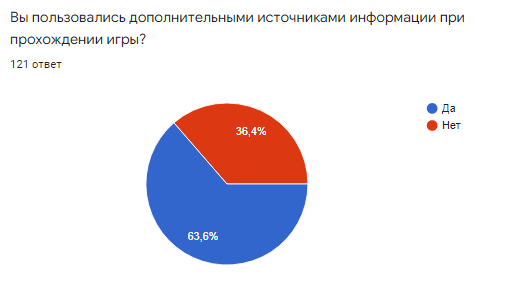 Вы пользовались дополнительными источниками информации при
прохождении игры?
121 ответ
Да
Нет
36,4%
63,6%